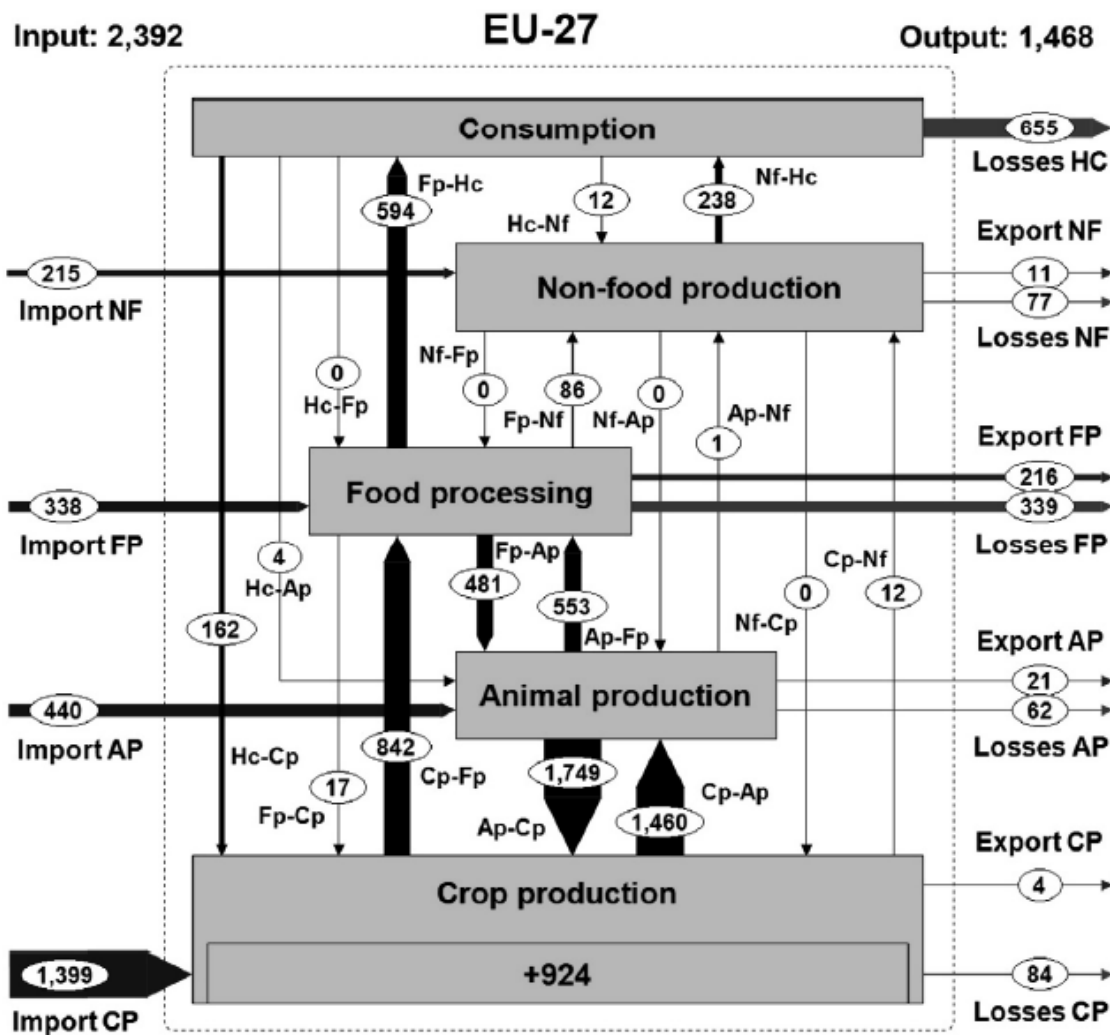 Input: 2,392
EU-27
Output: 1,468
Consumption
655
Losses HC
Fp-Hc
594
Hc-Nf
12
Nf-Hc
238
Export NF
11
77
Losses NF
215
Import NF
Non-food production
Nf-Fp
0
Hc-Fp
0
86
Fp-Nf
Nf-Ap
0
Ap-Nf
1
Export FP
216
339
Losses FP
Food processing
338
Import FP
4
Hc-Ap
Fp-Ap
481
553
Ap-Fp
Cp-Nf
0
12
Nf-Cp
162
Export AP
21
62
Losses AP
Animal production
440
Import AP
Hc-Cp
842
Cp-Fp
17
Fp-Cp
1,749
Ap-Cp
Cp-Ap
1,460
Export CP
4
Crop production
+924
1,399
Import CP
84
Losses CP